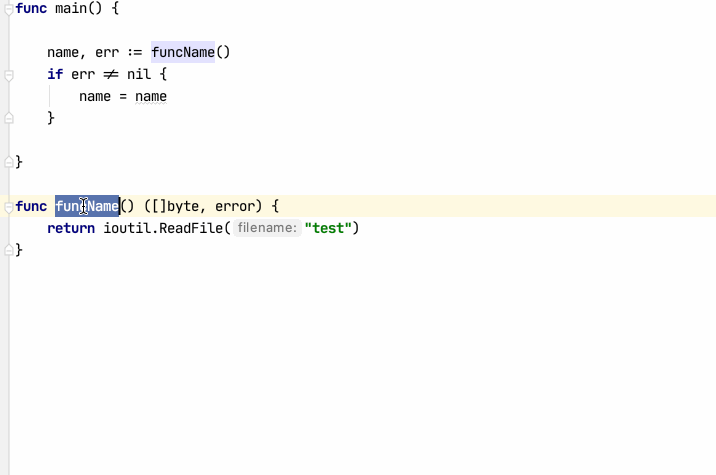 func main() {
name, err := funcName()
if err ≠ nil {
name = name
}
}
func funcName() ([]byte, error) {
return ioutil.ReadFile( filename: "test")
}